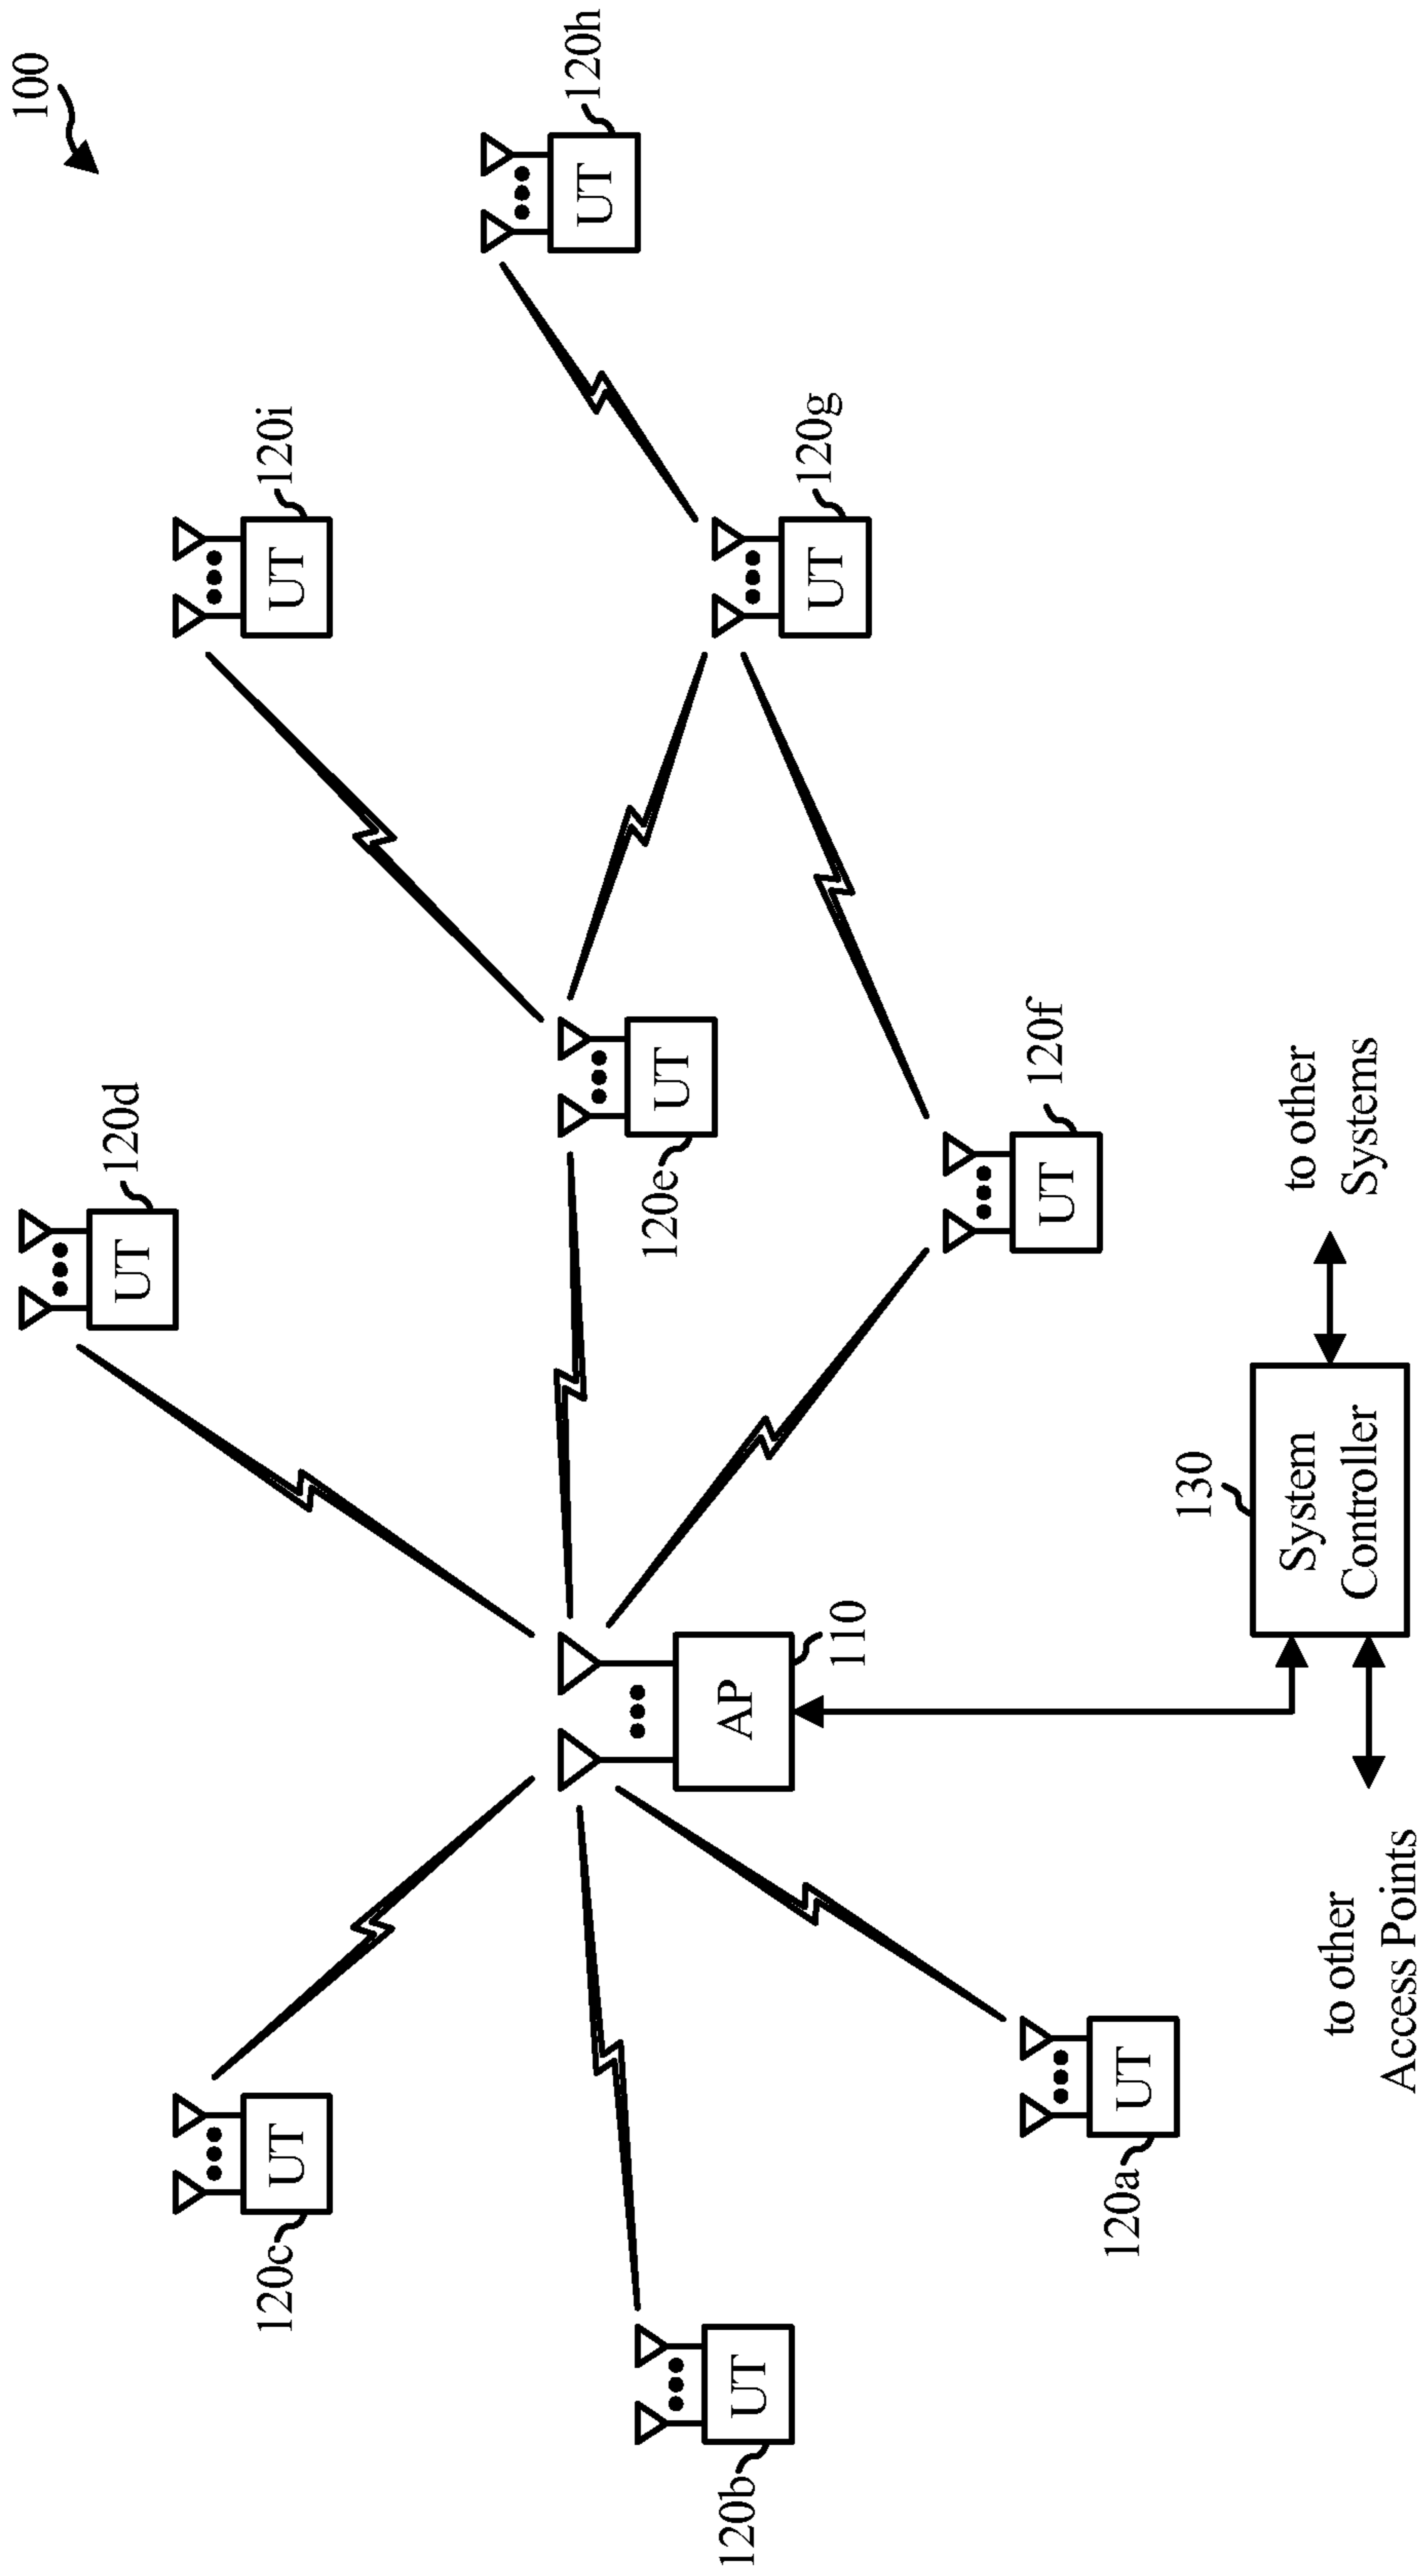 100
120d
UT
120i
UT
120c
UT
120h
UT
120e
UT
AP
110
120g
UT
120b
UT
120f
UT
120a
UT
130
System
Controller
to other
Systems
to other
Access Points